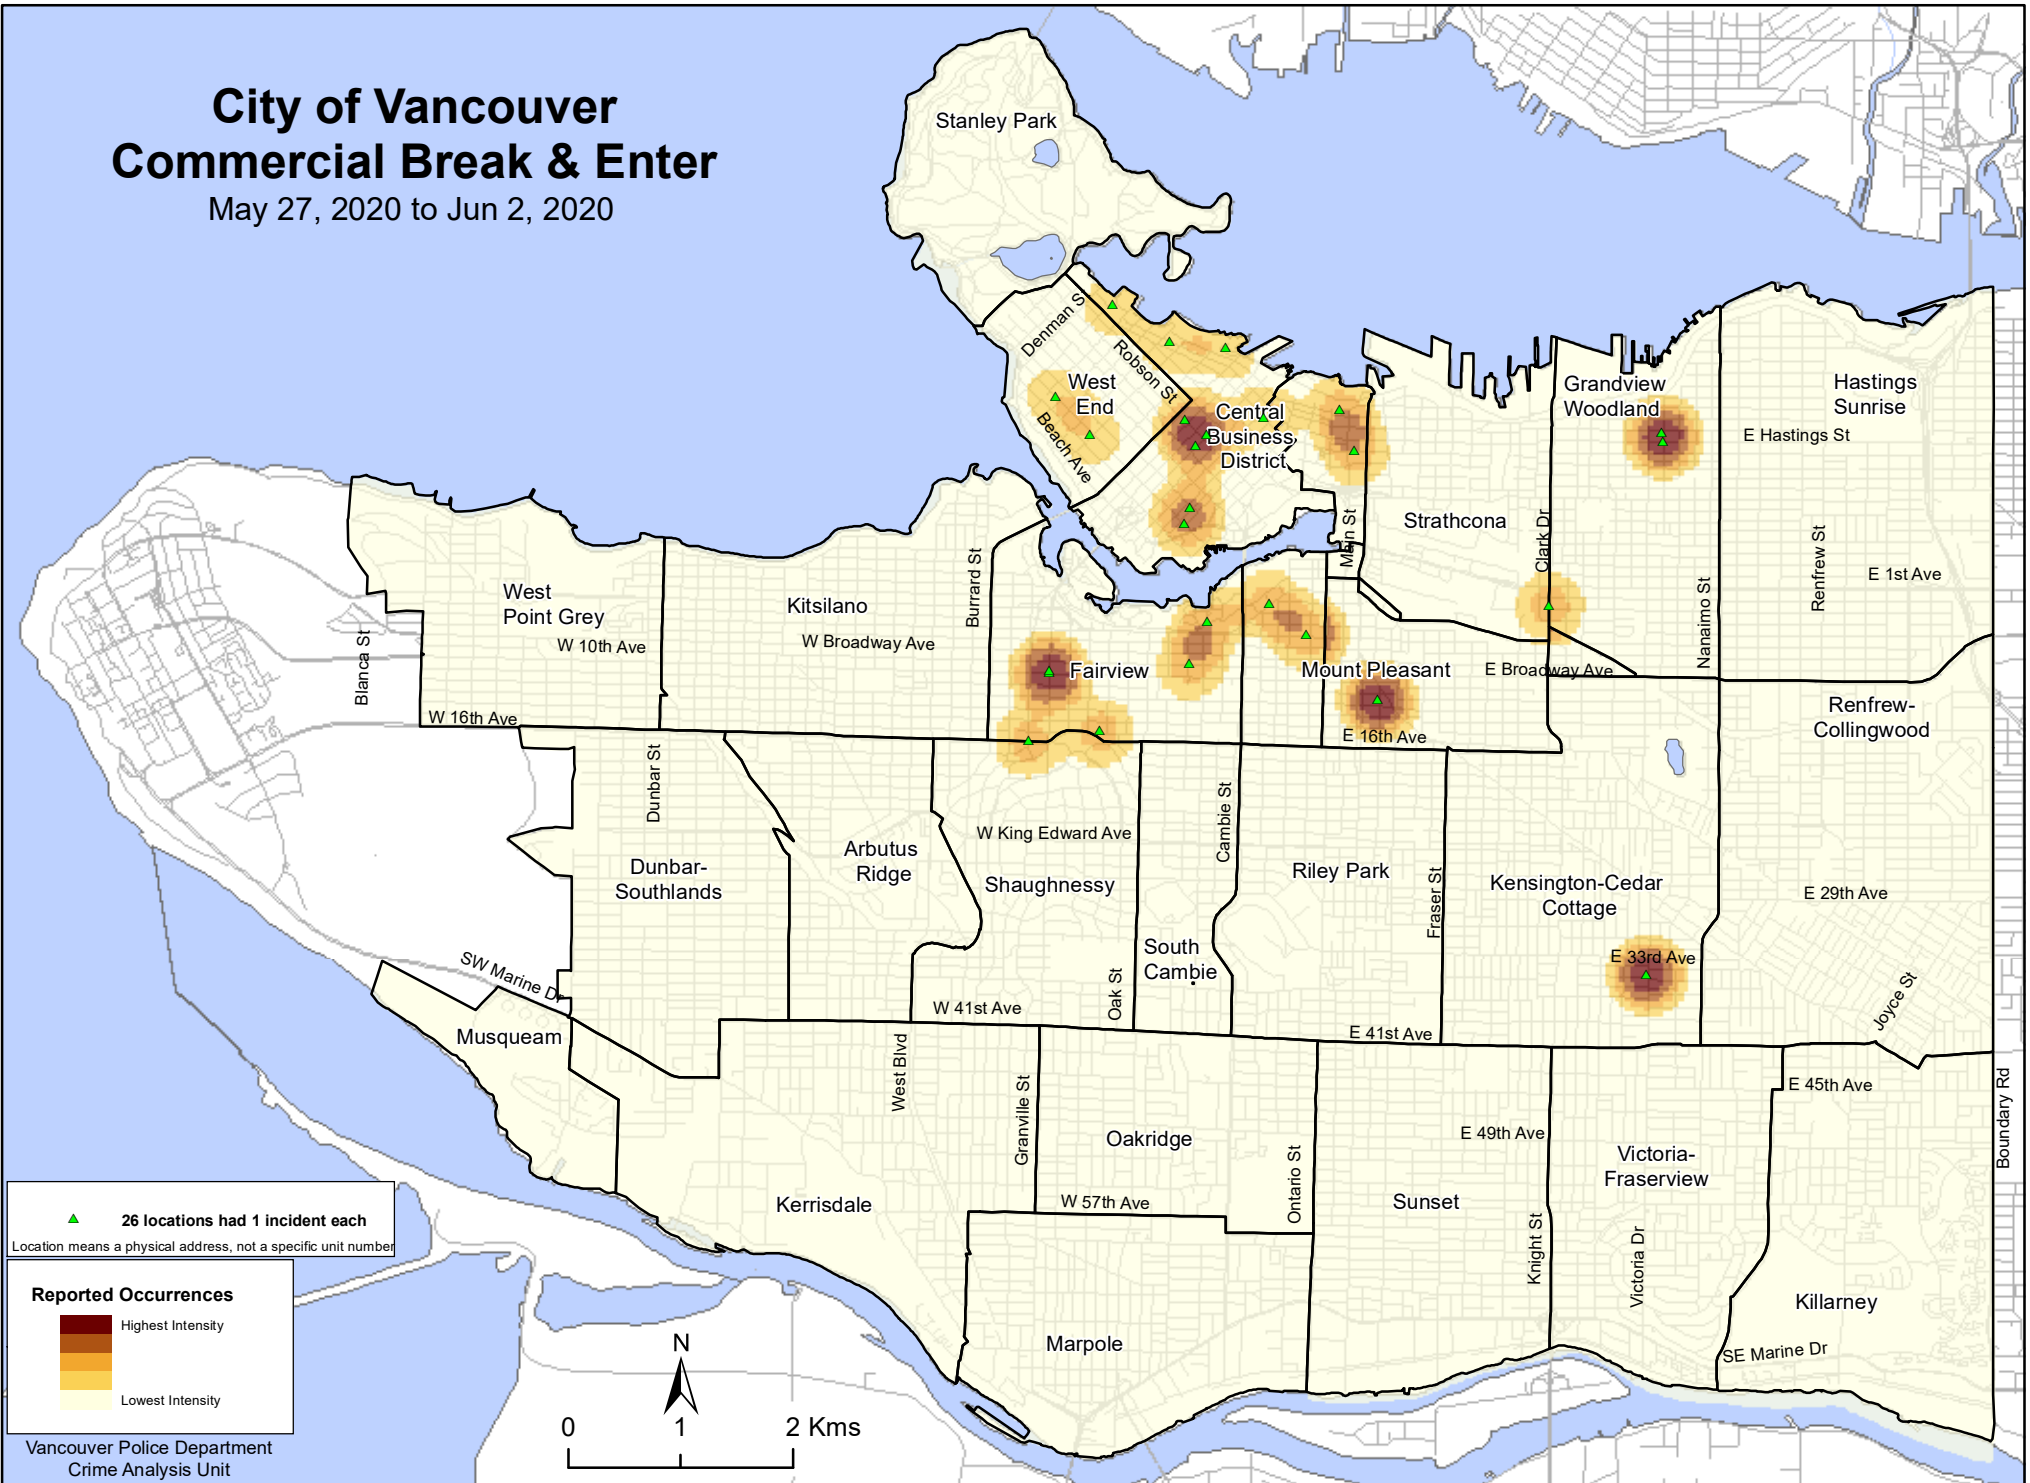 City of Vancouver
Commercial Break & Enter
May 27, 2020 to Jun 2, 2020
Stanley Park
Denman S
Robson St
West
End
Beach Ave
Central
Business
District
Grandview
Woodland
Hastings
Sunrise
E Hastings St
Strathcona
Main St
Clark Dr
Nanaimo St
Renfrew St
E 1st Ave
West
Point Grey
Kitsilano
Burrard St
W 10th Ave
W Broadway Ave
Blanca St
Fairview
Mount Pleasant
E Broadway Ave
W 16th Ave
E 16th Ave
Renfrew-
Collingwood
Dunbar St
Dunbar-
Southlands
Arbutus
Ridge
W King Edward Ave
Shaughnessy
Cambie St
Riley Park
Fraser St
Kensington-Cedar
Cottage
E 29th Ave
South
Cambie
Oak St
E 33rd Ave
Joyce St
SW Marine Dr
W 41st Ave
E 41st Ave
Musqueam
West Blvd
Granville St
Oakridge
E 49th Ave
E 45th Ave
Boundary Rd
Victoria-
Fraserview
Kerrisdale
W 57th Ave
Ontario St
Sunset
Knight St
Victoria Dr
Killarney
SE Marine Dr
Marpole
26 locations had 1 incident each
Location means a physical address, not a specific unit number
Reported Occurrences
Highest Intensity
Lowest Intensity
Vancouver Police Department
Crime Analysis Unit
N
0 1 2 Kms